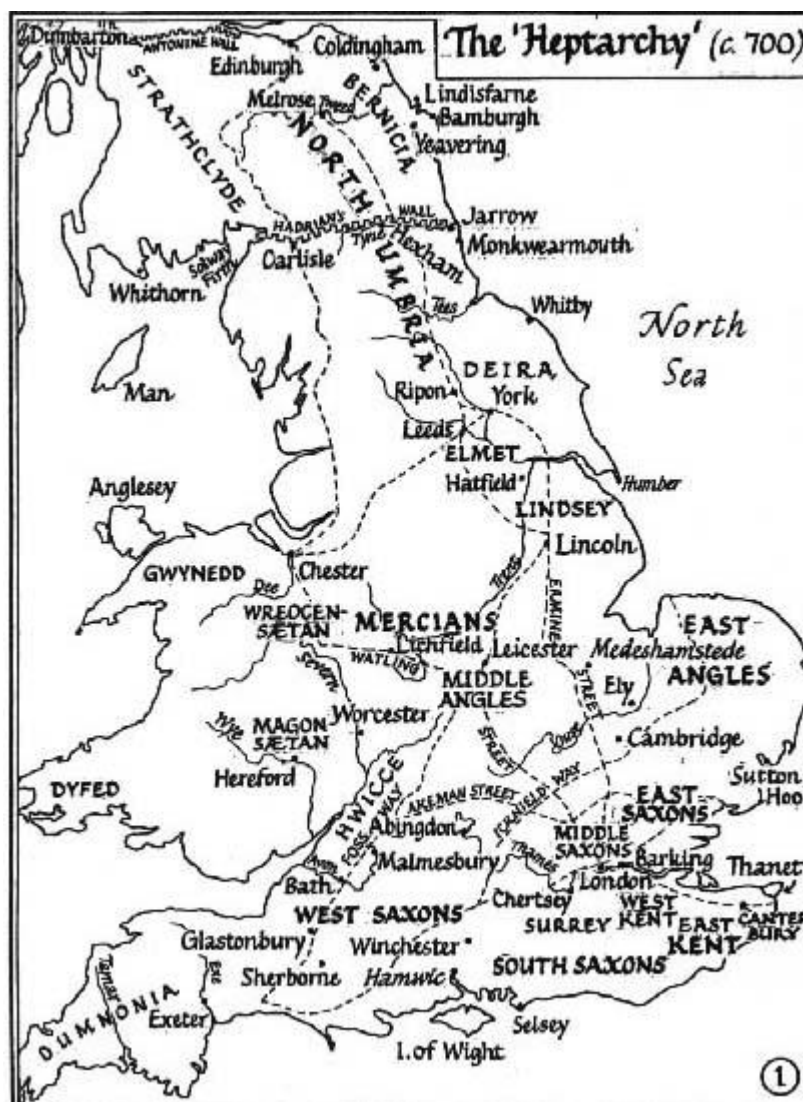 The 'Heptarchy' (c. 700)
Dumbarton
ANTONINE WALL
Edinburgh
Coldingham
STRATHCLYDE
Melrose
Tweed
BERNICIA
Lindisfarne
Bamburgh
Yeavering
NORTHUMBRIA
HADRIAN'S WALL
Jarrow
Tyne
Hexham
Monkwearmouth
Carlisle
Solway Firth
Whithorn
Tees
Whitby
North
Sea
Man
DEIRA
Ripon
York
Leeds
ELMET
Hatfield
Humber
Anglesey
LINDSEY
Lincoln
GWYNEDD
Chester
Dee
Trent
ERMINE
STREET
WREOCEN-
SÆTAN
MERCIANS
Lichfield
WATLING
STREET
Leicester
Medeshamstede
EAST
ANGLES
MIDDLE
ANGLES
Ely
Severn
Worcester
Ouse
Cambridge
Wye
MAGON
SÆTAN
Hereford
DYFED
HWICCE
FOSSE WAY
AKEMAN STREET
ICKNIELD WAY
Sutton
Hoo
EAST
SAXONS
Abingdon
MIDDLE
SAXONS
Malmesbury
Avon
Bath
Thames
Barking
London
Thanet
Chertsey
WEST SAXONS
SURREY
WEST
KENT
EAST
KENT
CANTER
BURY
Glastonbury
Winchester
Sherborne
Hamwic
SOUTH SAXONS
Tamar
Exe
DUMNONIA
Exeter
Selsey
I. of Wight
1